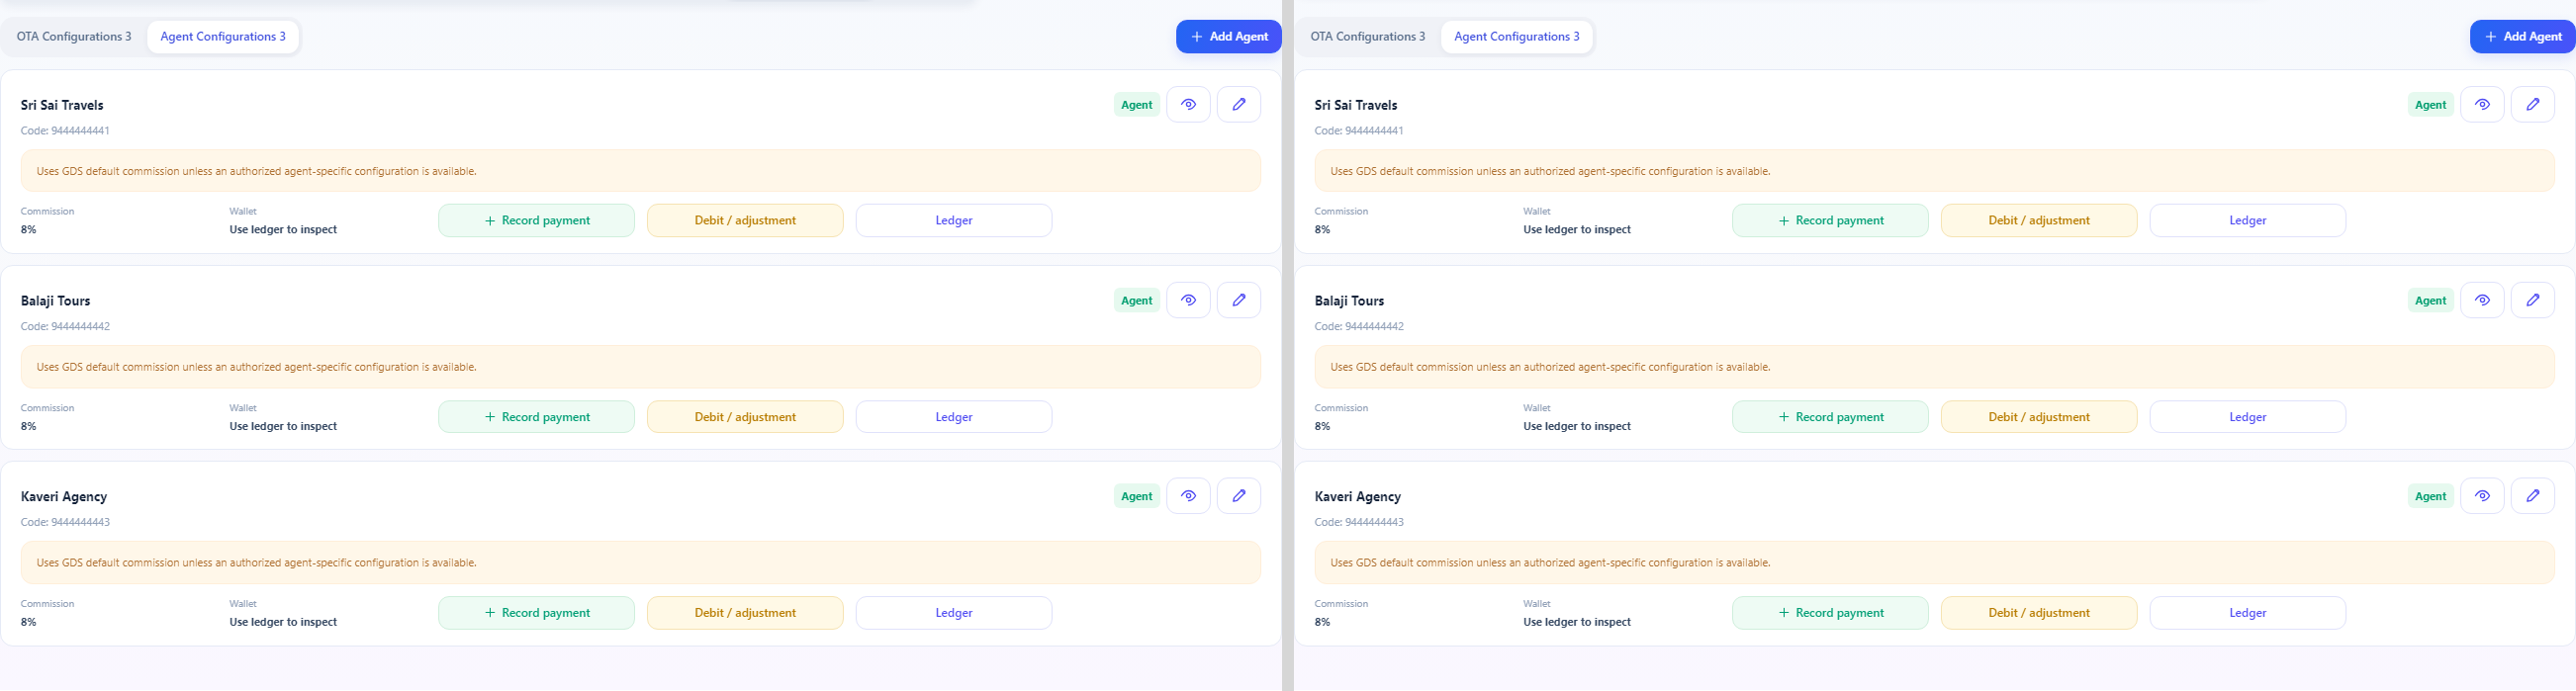 OTA Configurations 3 Agent Configurations 3 + Add Agent
Sri Sai Travels Agent
Code: 9444444441
Uses GDS default commission unless an authorized agent-specific configuration is available.
Commission Wallet + Record payment Debit / adjustment Ledger
8% Use ledger to inspect
Balaji Tours Agent
Code: 9444444442
Uses GDS default commission unless an authorized agent-specific configuration is available.
Commission Wallet + Record payment Debit / adjustment Ledger
8% Use ledger to inspect
Kaveri Agency Agent
Code: 9444444443
Uses GDS default commission unless an authorized agent-specific configuration is available.
Commission Wallet + Record payment Debit / adjustment Ledger
8% Use ledger to inspect
OTA Configurations 3 Agent Configurations 3 + Add Agent
Sri Sai Travels Agent
Code: 9444444441
Uses GDS default commission unless an authorized agent-specific configuration is available.
Commission Wallet + Record payment Debit / adjustment Ledger
8% Use ledger to inspect
Balaji Tours Agent
Code: 9444444442
Uses GDS default commission unless an authorized agent-specific configuration is available.
Commission Wallet + Record payment Debit / adjustment Ledger
8% Use ledger to inspect
Kaveri Agency Agent
Code: 9444444443
Uses GDS default commission unless an authorized agent-specific configuration is available.
Commission Wallet + Record payment Debit / adjustment Ledger
8% Use ledger to inspect